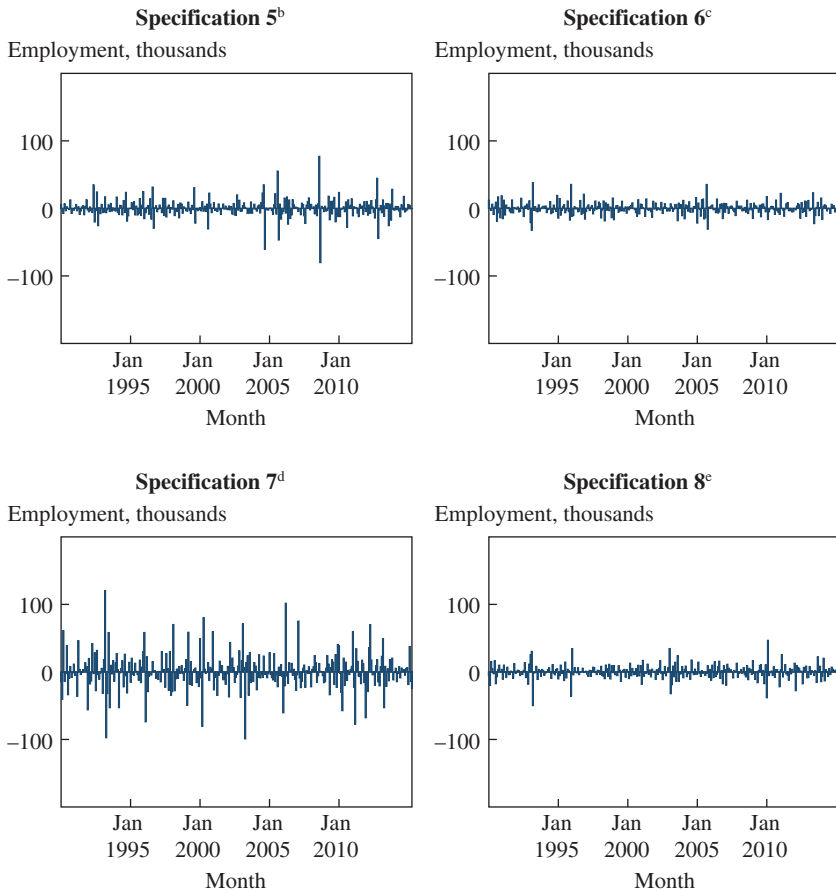 Specification 5b
Employment, thousands
100
0
–100
Jan Jan Jan Jan
1995 2000 2005 2010
Month
Specification 6c
Employment, thousands
100
0
–100
Jan Jan Jan Jan
1995 2000 2005 2010
Month
Specification 7d
Employment, thousands
100
0
–100
Jan Jan Jan Jan
1995 2000 2005 2010
Month
Specification 8e
Employment, thousands
100
0
–100
Jan Jan Jan Jan
1995 2000 2005 2010
Month